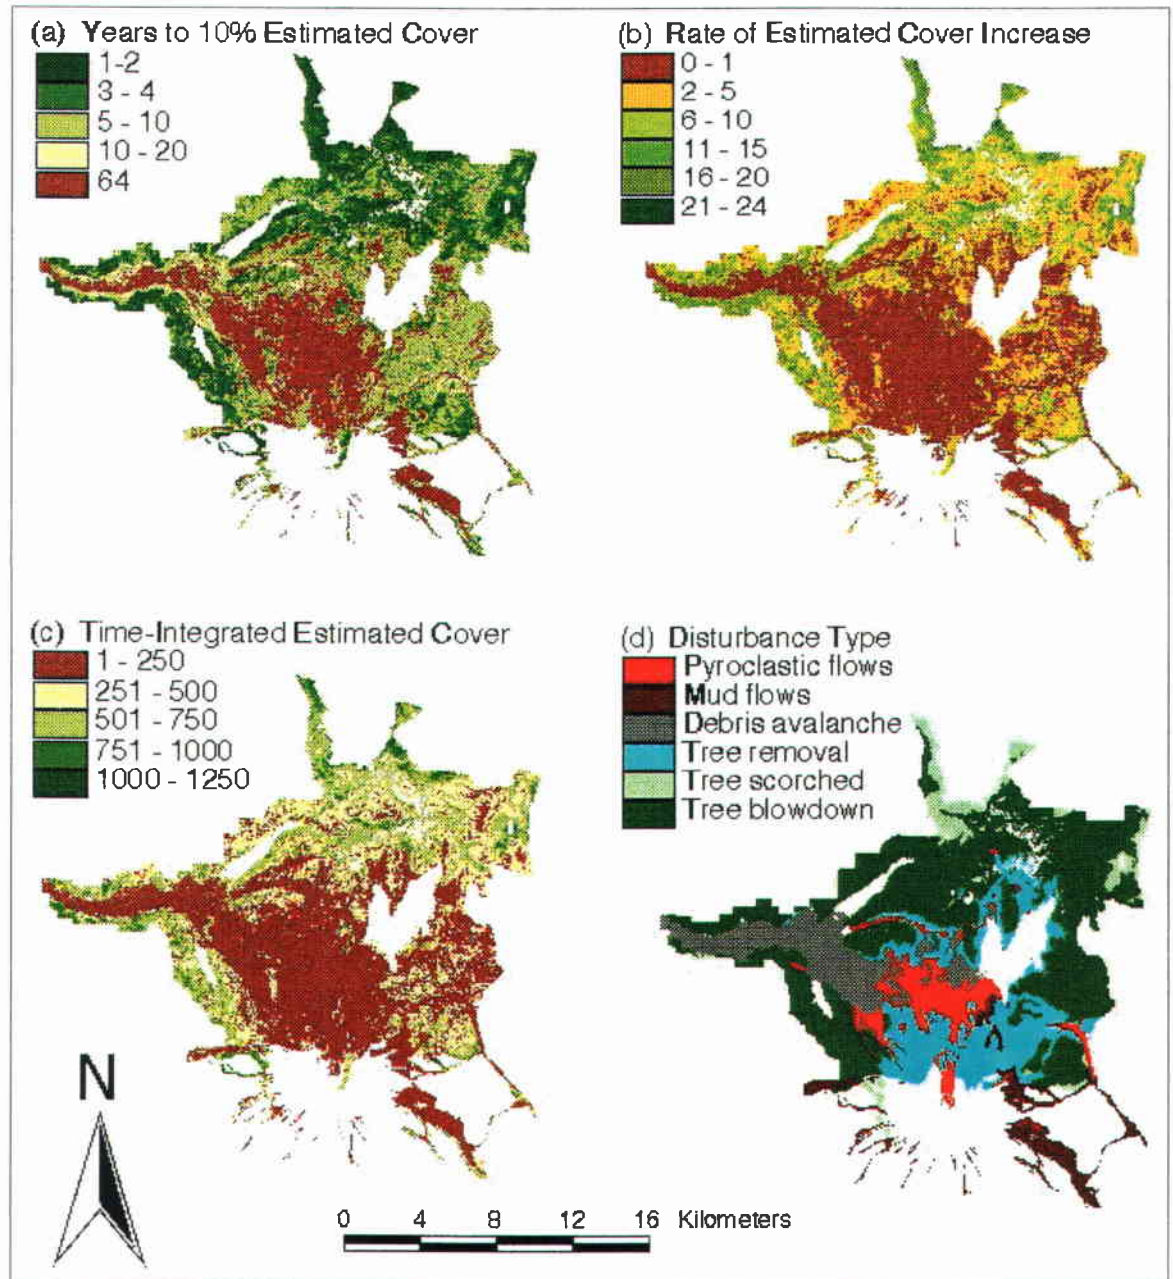 (a) Years to 10% Estimated Cover
1-2
3 - 4
5 - 10
10 - 20
64
(b) Rate of Estimated Cover Increase
0 - 1
2 - 5
6 - 10
11 - 15
16 - 20
21 - 24
(c) Time-Integrated Estimated Cover
1 - 250
251 - 500
501 - 750
751 - 1000
1000 - 1250
(d) Disturbance Type
Pyroclastic flows
Mud flows
Debris avalanche
Tree removal
Tree scorched
Tree blowdown
N
0 4 8 12 16 Kilometers